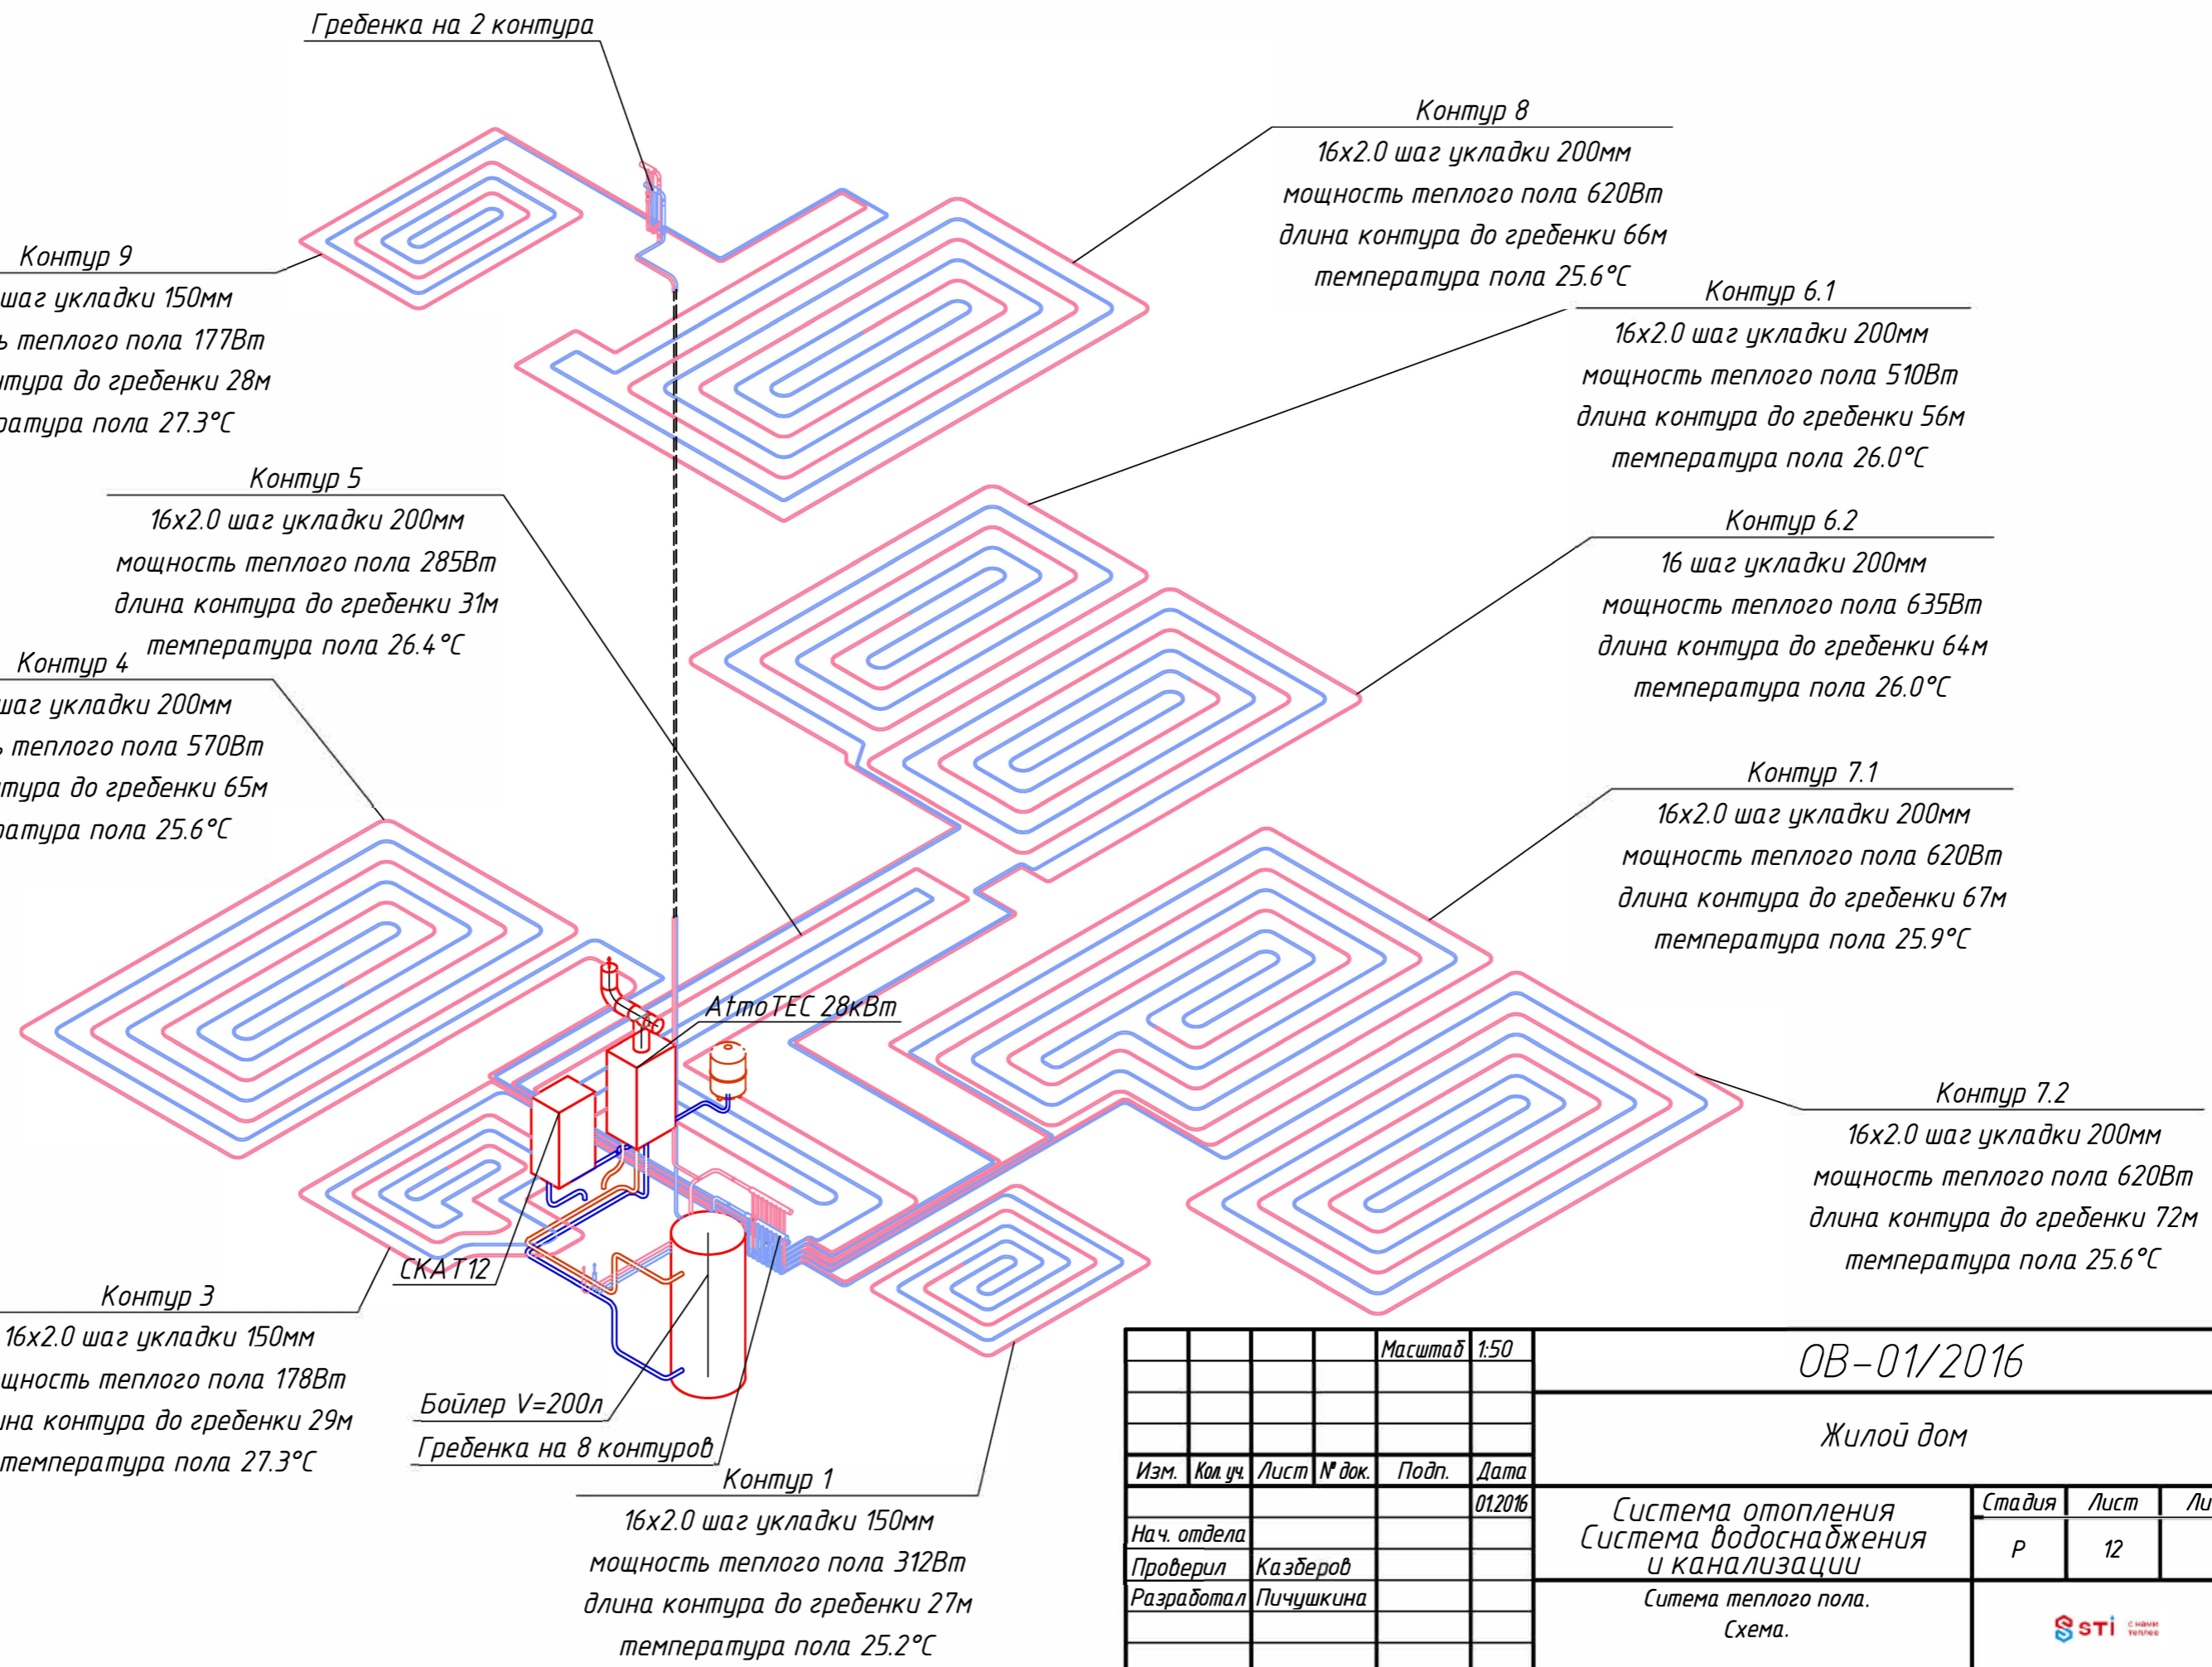 Гребенка на 2 контура
Контур 8
16х2.0 шаг укладки 200мм
мощность теплого пола 620Вт
длина контура до гребенки 66м
температура пола 25.6°С
Контур 9
шаг укладки 150мм
теплого пола 177Вт
до гребенки 28м
пола 27.3°С
Контур 6.1
16х2.0 шаг укладки 200мм
мощность теплого пола 510Вт
длина контура до гребенки 56м
температура пола 26.0°С
Контур 5
16х2.0 шаг укладки 200мм
мощность теплого пола 285Вт
длина контура до гребенки 31м
температура пола 26.4°С
Контур 6.2
16 шаг укладки 200мм
мощность теплого пола 635Вт
длина контура до гребенки 64м
температура пола 26.0°С
Контур 4
шаг укладки 200мм
теплого пола 570Вт
до гребенки 65м
пола 25.6°С
Контур 7.1
16х2.0 шаг укладки 200мм
мощность теплого пола 620Вт
длина контура до гребенки 67м
температура пола 25.9°С
AtmoTEC 28кВт
Контур 7.2
16х2.0 шаг укладки 200мм
мощность теплого пола 620Вт
длина контура до гребенки 72м
температура пола 25.6°С
СКАТ12
Контур 3
16х2.0 шаг укладки 150мм
теплого пола 178Вт
контура до гребенки 29м
температура пола 27.3°С
Бойлер V=200л
Гребенка на 8 контуров
Контур 1
16х2.0 шаг укладки 150мм
мощность теплого пола 312Вт
длина контура до гребенки 27м
температура пола 25.2°С
Масштаб 1:50
ОВ-01/2016
Жилой дом
Изм. Кол. уч. Лист № док. Подп. Дата
01.2016
Система отопления
Система водоснабжения
и канализации
Стадия Лист
Р 12
Нач. отдела
Проверил Казберов
Разработал Пичушкина
Ситема теплого пола.
Схема.
STI С НАМИ
ТЕПЛЕЕ